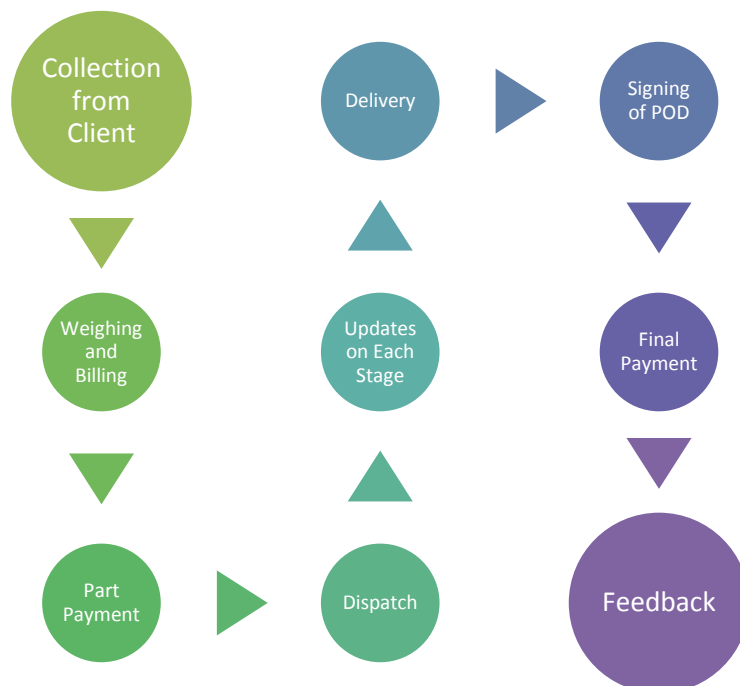 Collection
from
Client
Weighing
and
Billing
Part
Payment
Dispatch
Updates
on Each
Stage
Delivery
Signing
of POD
Final
Payment
Feedback